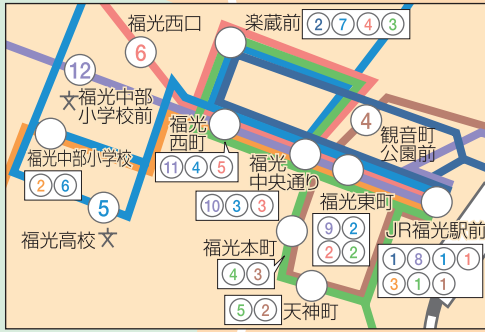 福光西口
楽蔵前
2 7 4 3
6
12
福光中部
小学校前
福光
西町
11 4 5
4
観音町
公園前
福光中部小学校
2 6
福光
中央通り
10 3 3
5
福光高校
福光東町
9 2
2 2
JR福光駅前
1 8 1 1
3 1 1
福光本町
4 3
5 2
天神町